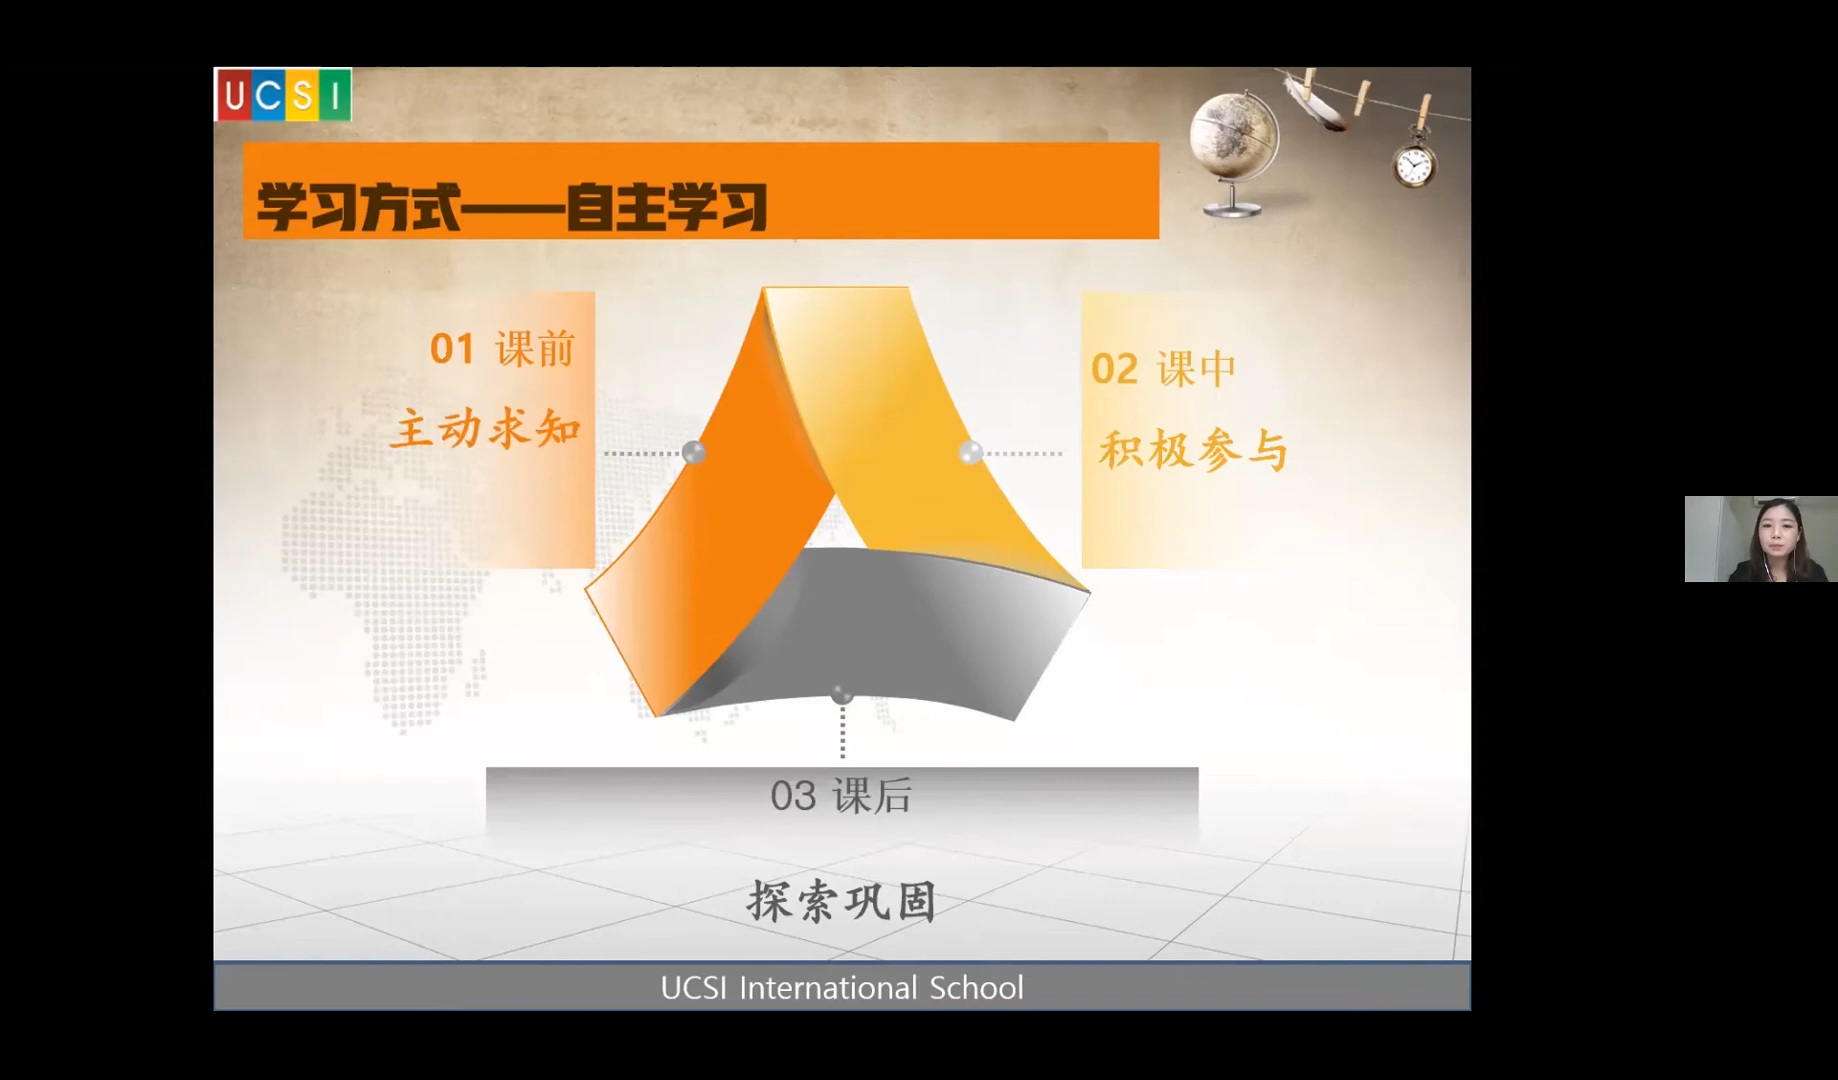 UCSI
学习方式——自主学习
01 课前
主动求知
02 课中
积极参与
03 课后
探索巩固
UCSI International School